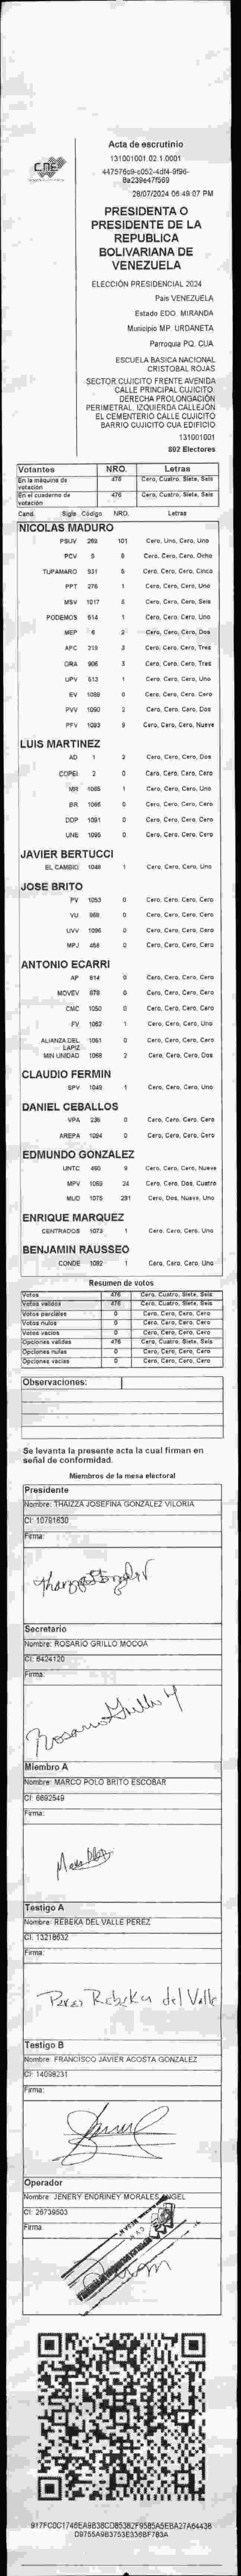 CNE
Acta de escrutinio
131001001.02.1.0001
28/07/2024 06:49:07 PM
PRESIDENTA O
PRESIDENTE DE LA
REPUBLICA
BOLIVARIANA DE
VENEZUELA
ELECCIÓN PRESIDENCIAL 2024
Pais VENEZUELA
Estado EDO. MIRANDA
Municipio MP. URDANETA
Parroquia PQ. CUA
ESCUELA BASICA NACIONAL
CRISTOBAL ROJAS
SECTOR CUJICITO FRENTE AVENIDA
CALLE PRINCIPAL CUJICITO.
DERECHA PROLONGACIÓN
PERIMETRAL. IZQUIERDA CALLEJÓN
EL CEMENTERIO CALLE CUJICITO
BARRIO CUJICITO CUA EDIFICIO
131001001
802 Electores
Votantes NRO. Letras
En la máquina de votación 476 Cero, Cuatro, Siete, Seis
En el cuaderno de votación 476 Cero, Cuatro, Siete, Seis
Cand. Sigla Código NRO. Letras
NICOLAS MADURO
PSUV 269 101 Cero, Uno, Cero, Uno
PCV 9 8 Cero, Cero, Cero, Ocho
TUPAMARO 931 5 Cero, Cero, Cero, Cinco
PPT 276 1 Cero, Cero, Cero, Uno
MSV 1017 6 Cero, Cero, Cero, Seis
PODEMOS 614 1 Cero, Cero, Cero, Uno
MEP 6 2 Cero, Cero, Cero, Dos
APC 219 3 Cero, Cero, Cero, Tres
ORA 906 3 Cero, Cero, Cero, Tres
UPV 613 1 Cero, Cero, Cero, Uno
EV 1089 0 Cero, Cero, Cero, Cero
PVV 1090 2 Cero, Cero, Cero, Dos
PFV 1093 9 Cero, Cero, Cero, Nueve
LUIS MARTINEZ
AD 1 2 Cero, Cero, Cero, Dos
COPEI 2 0 Cero, Cero, Cero, Cero
MR 1065 1 Cero, Cero, Cero, Uno
BR 1066 0 Cero, Cero, Cero, Cero
DDP 1091 0 Cero, Cero, Cero, Cero
UNE 1095 0 Cero, Cero, Cero, Cero
JAVIER BERTUCCI
EL CAMBIO 1048 1 Cero, Cero, Cero, Uno
JOSE BRITO
PV 1053 0 Cero, Cero, Cero, Cero
VU 968 0 Cero, Cero, Cero, Cero
UVV 1096 0 Cero, Cero, Cero, Cero
MPJ 458 0 Cero, Cero, Cero, Cero
ANTONIO ECARRI
AP 814 0 Cero, Cero, Cero, Cero
MOVEV 878 0 Cero, Cero, Cero, Cero
CMC 1050 0 Cero, Cero, Cero, Cero
FV 1062 1 Cero, Cero, Cero, Uno
ALIANZA DEL LAPIZ 1061 0 Cero, Cero, Cero, Cero
MIN UNIDAD 1068 2 Cero, Cero, Cero, Dos
CLAUDIO FERMIN
SPV 1049 1 Cero, Cero, Cero, Uno
DANIEL CEBALLOS
VPA 236 0 Cero, Cero, Cero, Cero
AREPA 1094 0 Cero, Cero, Cero, Cero
EDMUNDO GONZALEZ
UNTC 460 9 Cero, Cero, Cero, Nueve
MPV 1069 24 Cero, Cero, Dos, Cuatro
MUD 1075 291 Cero, Dos, Nueve, Uno
ENRIQUE MARQUEZ
CENTRADOS 1073 1 Cero, Cero, Cero, Uno
BENJAMIN RAUSSEO
CONDE 1082 1 Cero, Cero, Cero, Uno
Resumen de votos
Votos 476 Cero, Cuatro, Siete, Seis
Votos validos 476 Cero, Cuatro, Siete, Seis
Votos parciales 0 Cero, Cero, Cero, Cero
Votos nulos 0 Cero, Cero, Cero, Cero
Votos vacios 0 Cero, Cero, Cero, Cero
Opciones validas 476 Cero, Cuatro, Siete, Seis
Opciones nulas 0 Cero, Cero, Cero, Cero
Opciones vacias 0 Cero, Cero, Cero, Cero
Observaciones:
Se levanta la presente acta la cual firman en
señal de conformidad.
Miembros de la mesa electoral
Presidente
Nombre: THAIZZA JOSEFINA GONZALEZ VILORIA
CI: 10791630
Firma:
Secretario
Nombre: ROSARIO GRILLO MOCOA
CI: 6424120
Firma:
Rosario Grillo M
Miembro A
Nombre: MARCO POLO BRITO ESCOBAR
CI: 6692549
Firma:
Testigo A
Nombre: REBEKA DEL VALLE PEREZ
CI: 13218632
Firma:
Perez Rebeka del Valle
Testigo B
Nombre: FRANCISCO JAVIER ACOSTA GONZALEZ
CI: 14098231
Firma:
Operador
Nombre: JENERY ENDRINEY MORALES ANGEL
CI: 26738503
Firma:
917FC0C1746EA9B38CD85382F9585A5EBA27A64438
D9755A9B3753E336BF783A